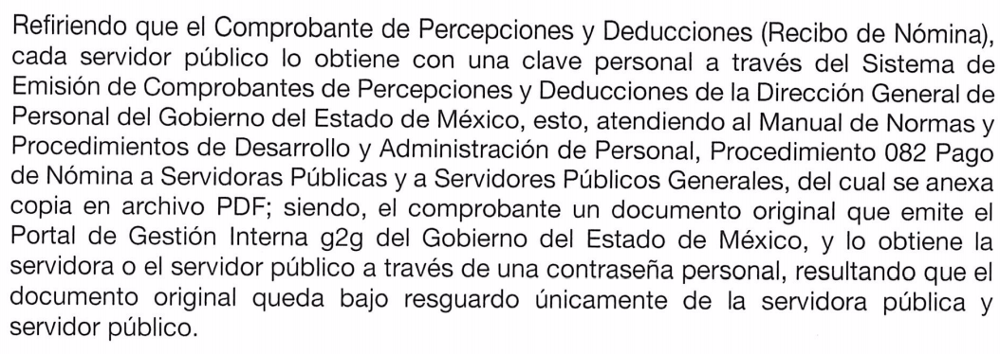 Refiriendo que el Comprobante de Percepciones y Deducciones (Recibo de Nómina),
cada servidor público lo obtiene con una clave personal a través del Sistema de
Emisión de Comprobantes de Percepciones y Deducciones de la Dirección General de
Personal del Gobierno del Estado de México, esto, atendiendo al Manual de Normas y
Procedimientos de Desarrollo y Administración de Personal, Procedimiento 082 Pago
de Nómina a Servidoras Públicas y a Servidores Públicos Generales, del cual se anexa
copia en archivo PDF; siendo, el comprobante un documento original que emite el
Portal de Gestión Interna g2g del Gobierno del Estado de México, y lo obtiene la
servidora o el servidor público a través de una contraseña personal, resultando que el
documento original queda bajo resguardo únicamente de la servidora pública y
servidor público.